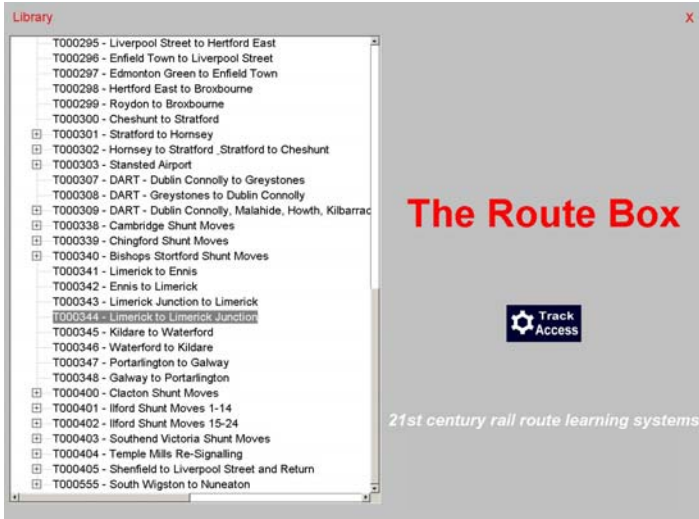 Library
X
T000295 - Liverpool Street to Hertford East
T000296 - Enfield Town to Liverpool Street
T000297 - Edmonton Green to Enfield Town
T000298 - Hertford East to Broxbourne
T000299 - Roydon to Broxbourne
T000300 - Cheshunt to Stratford
T000301 - Stratford to Hornsey
T000302 - Hornsey to Stratford _Stratford to Cheshunt
T000303 - Stansted Airport
T000307 - DART - Dublin Connolly to Greystones
T000308 - DART - Greystones to Dublin Connolly
T000309 - DART - Dublin Connolly, Malahide, Howth, Kilbarrac
T000338 - Cambridge Shunt Moves
T000339 - Chingford Shunt Moves
T000340 - Bishops Stortford Shunt Moves
T000341 - Limerick to Ennis
T000342 - Ennis to Limerick
T000343 - Limerick Junction to Limerick
T000344 - Limerick to Limerick Junction
T000345 - Kildare to Waterford
T000346 - Waterford to Kildare
T000347 - Portarlington to Galway
T000348 - Galway to Portarlington
T000400 - Clacton Shunt Moves
T000401 - Ilford Shunt Moves 1-14
T000402 - Ilford Shunt Moves 15-24
T000403 - Southend Victoria Shunt Moves
T000404 - Temple Mills Re-Signalling
T000405 - Shenfield to Liverpool Street and Return
T000555 - South Wigston to Nuneaton
The Route Box
Track
Access
21st century rail route learning systems